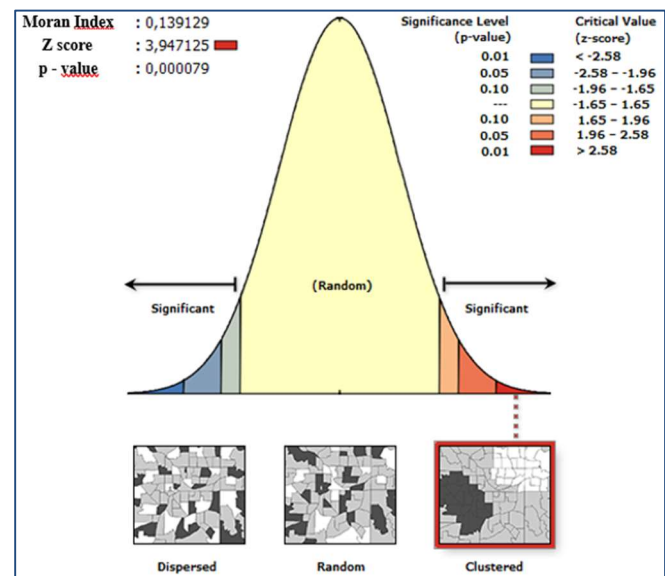 Moran Index : 0,139129
Z score : 3,947125
p - value : 0,000079
Significance Level Critical Value
(p-value) (z-score)
0.01 < -2.58
0.05 -2.58 – -1.96
0.10 -1.96 – -1.65
--- -1.65 – 1.65
0.10 1.65 – 1.96
0.05 1.96 – 2.58
0.01 > 2.58
(Random)
Significant Significant
Dispersed Random Clustered